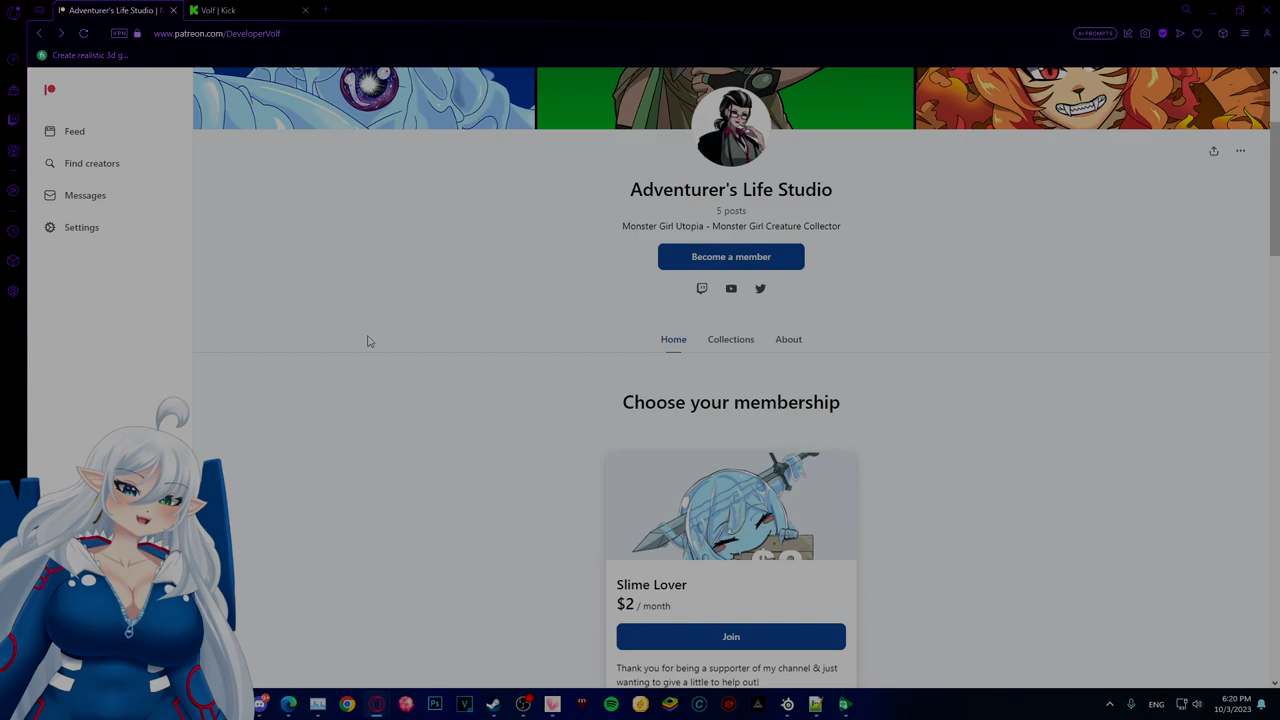 Adventurer's Life Studio |
Volf | Kick
VPN
www.patreon.com/DeveloperVolf
AI PROMPTS
Create realistic 3d g...
Feed
Find creators
Messages
Settings
Adventurer's Life Studio
5 posts
Monster Girl Utopia - Monster Girl Creature Collector
Become a member
Home
Collections
About
Choose your membership
Slime Lover
$2 / month
Join
Thank you for being a supporter of my channel & just
wanting to give a little to help out!
ENG
6:20 PM
10/3/2023